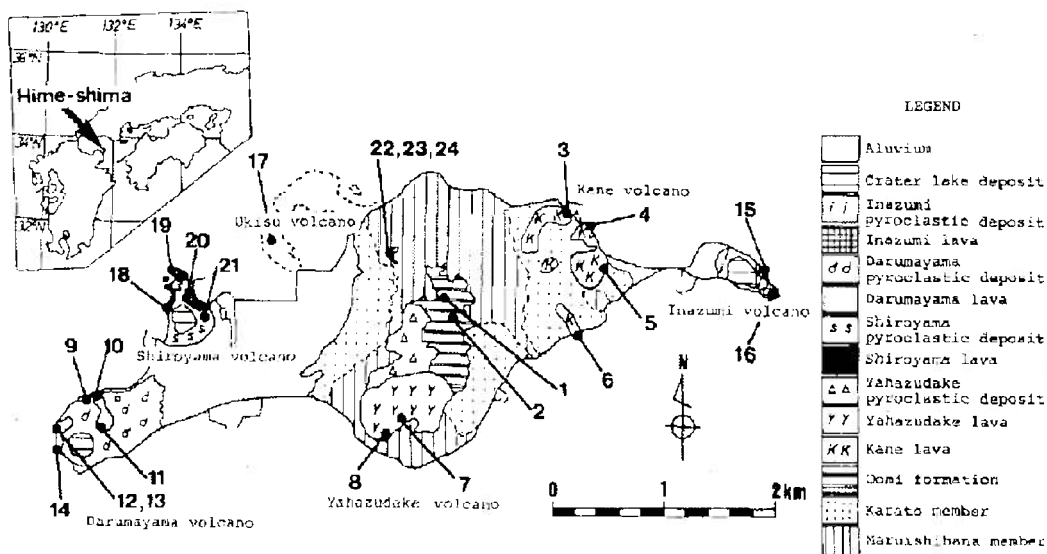 130°E 132°E 134°E
36°N
Hime-shima
34°N
32°N
17
22,23,24
3
Kane volcano
4
Ukisu volcano
19
20
15
18
21
5
Inazumi volcano
16
Shiroyama volcano
6
9
10
1
2
N
11
8
7
12,13
14
Darumayama volcano
Yahazudake volcano
0 1 2km
LEGEND
Aluvium
Crater lake deposit
Inazumi
pyroclastic deposit
Inazumi lava
Darumayama
pyroclastic deposit
Darumayama lava
Shiroyama
pyroclastic deposit
Shiroyama lava
Yahazudake
pyroclastic deposit
Yahazudake lava
Kane lava
Oomi formation
Karato member
Maruishibana member